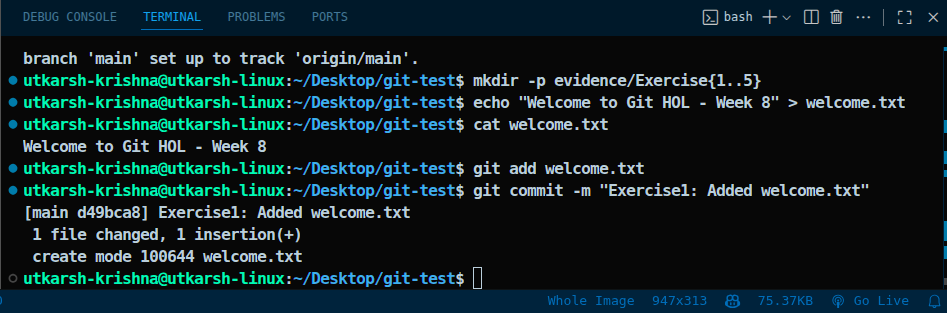 DEBUG CONSOLE TERMINAL PROBLEMS PORTS bash
branch 'main' set up to track 'origin/main'.
utkarsh-krishna@utkarsh-linux:~/Desktop/git-test$ mkdir -p evidence/Exercise{1..5}
utkarsh-krishna@utkarsh-linux:~/Desktop/git-test$ echo "Welcome to Git HOL - Week 8" > welcome.txt
utkarsh-krishna@utkarsh-linux:~/Desktop/git-test$ cat welcome.txt
Welcome to Git HOL - Week 8
utkarsh-krishna@utkarsh-linux:~/Desktop/git-test$ git add welcome.txt
utkarsh-krishna@utkarsh-linux:~/Desktop/git-test$ git commit -m "Exercise1: Added welcome.txt"
[main d49bca8] Exercise1: Added welcome.txt
 1 file changed, 1 insertion(+)
 create mode 100644 welcome.txt
utkarsh-krishna@utkarsh-linux:~/Desktop/git-test$
Whole Image 947x313 75.37KB Go Live